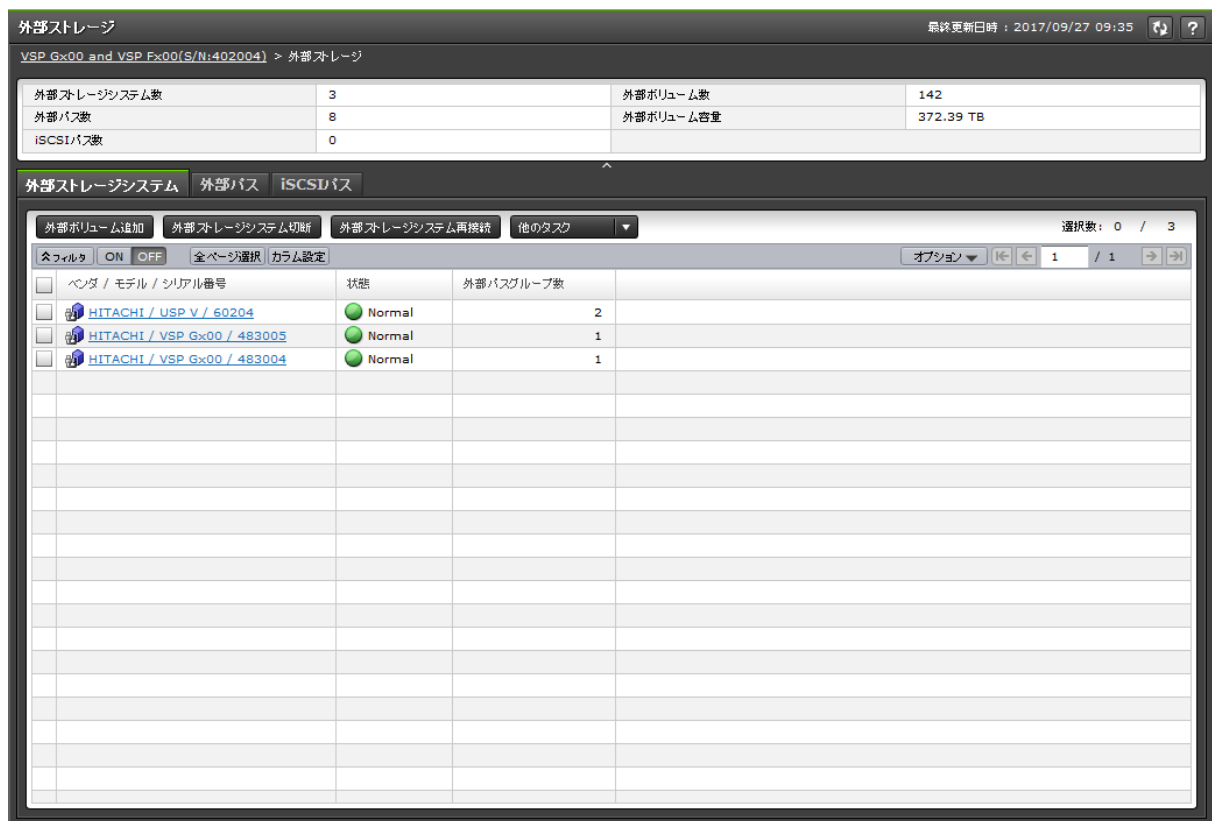 外部ストレージ 最終更新日時 : 2017/09/27 09:35 ?
VSP Gx00 and VSP Fx00(S/N:402004) > 外部ストレージ
外部ストレージシステム数 3 外部ボリューム数 142
外部パス数 8 外部ボリューム容量 372.39 TB
iSCSIパス数 0
外部ストレージシステム 外部パス iSCSIパス
外部ボリューム追加 外部ストレージシステム切断 外部ストレージシステム再接続 他のタスク 選択数: 0 / 3
フィルタ ON OFF 全ページ選択 カラム設定 オプション 1 / 1
ベンダ / モデル / シリアル番号 状態 外部パスグループ数
HITACHI / USP V / 60204 Normal 2
HITACHI / VSP Gx00 / 483005 Normal 1
HITACHI / VSP Gx00 / 483004 Normal 1